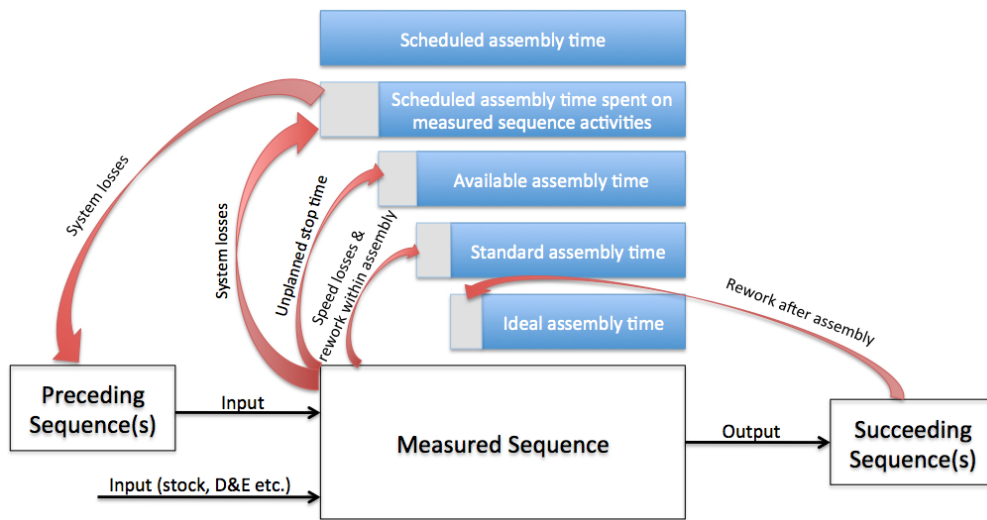 Scheduled assembly time
Scheduled assembly time spent on
measured sequence activities
Available assembly time
Standard assembly time
Ideal assembly time
System losses
System losses
Unplanned stop time
Speed losses &
rework within assembly
Rework after assembly
Preceding
Sequence(s)
Input
Measured Sequence
Output
Succeeding
Sequence(s)
Input (stock, D&E etc.)